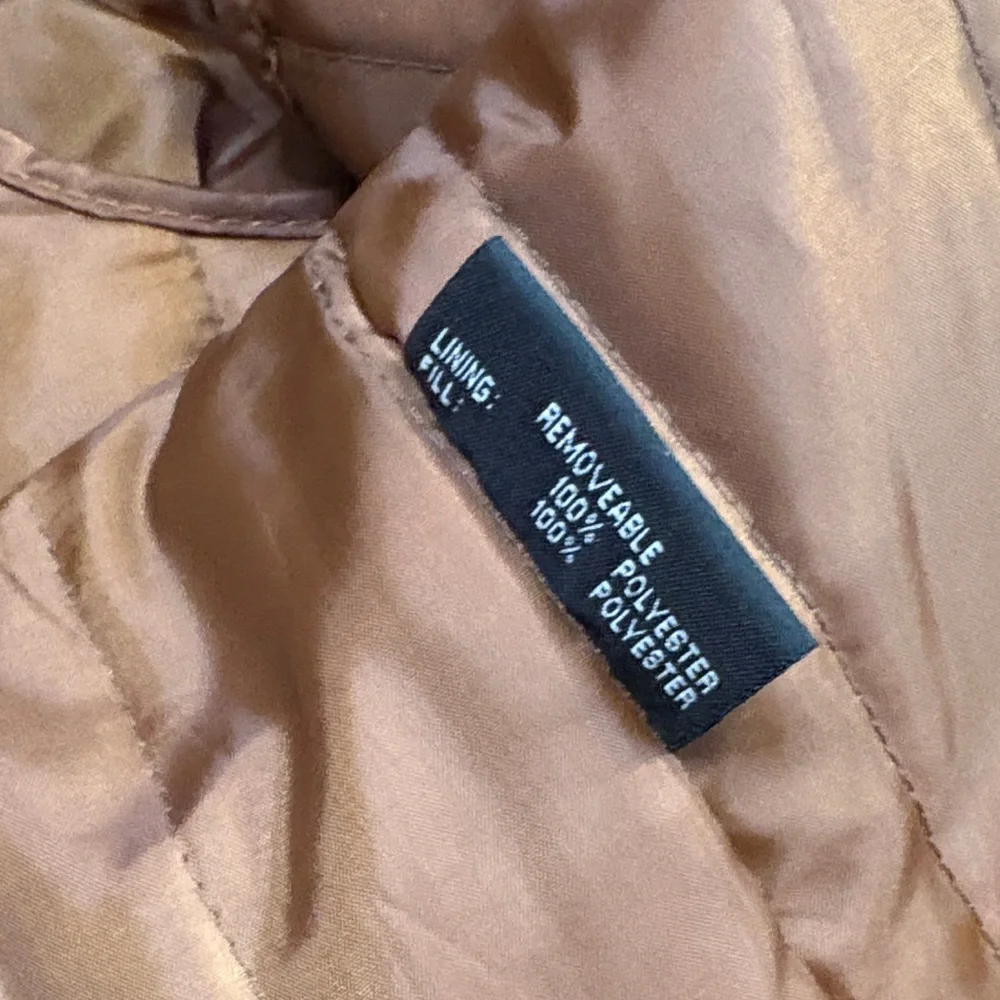 REMOVEABLE
LINING: 100% POLYESTER
FILL: 100% POLYESTER